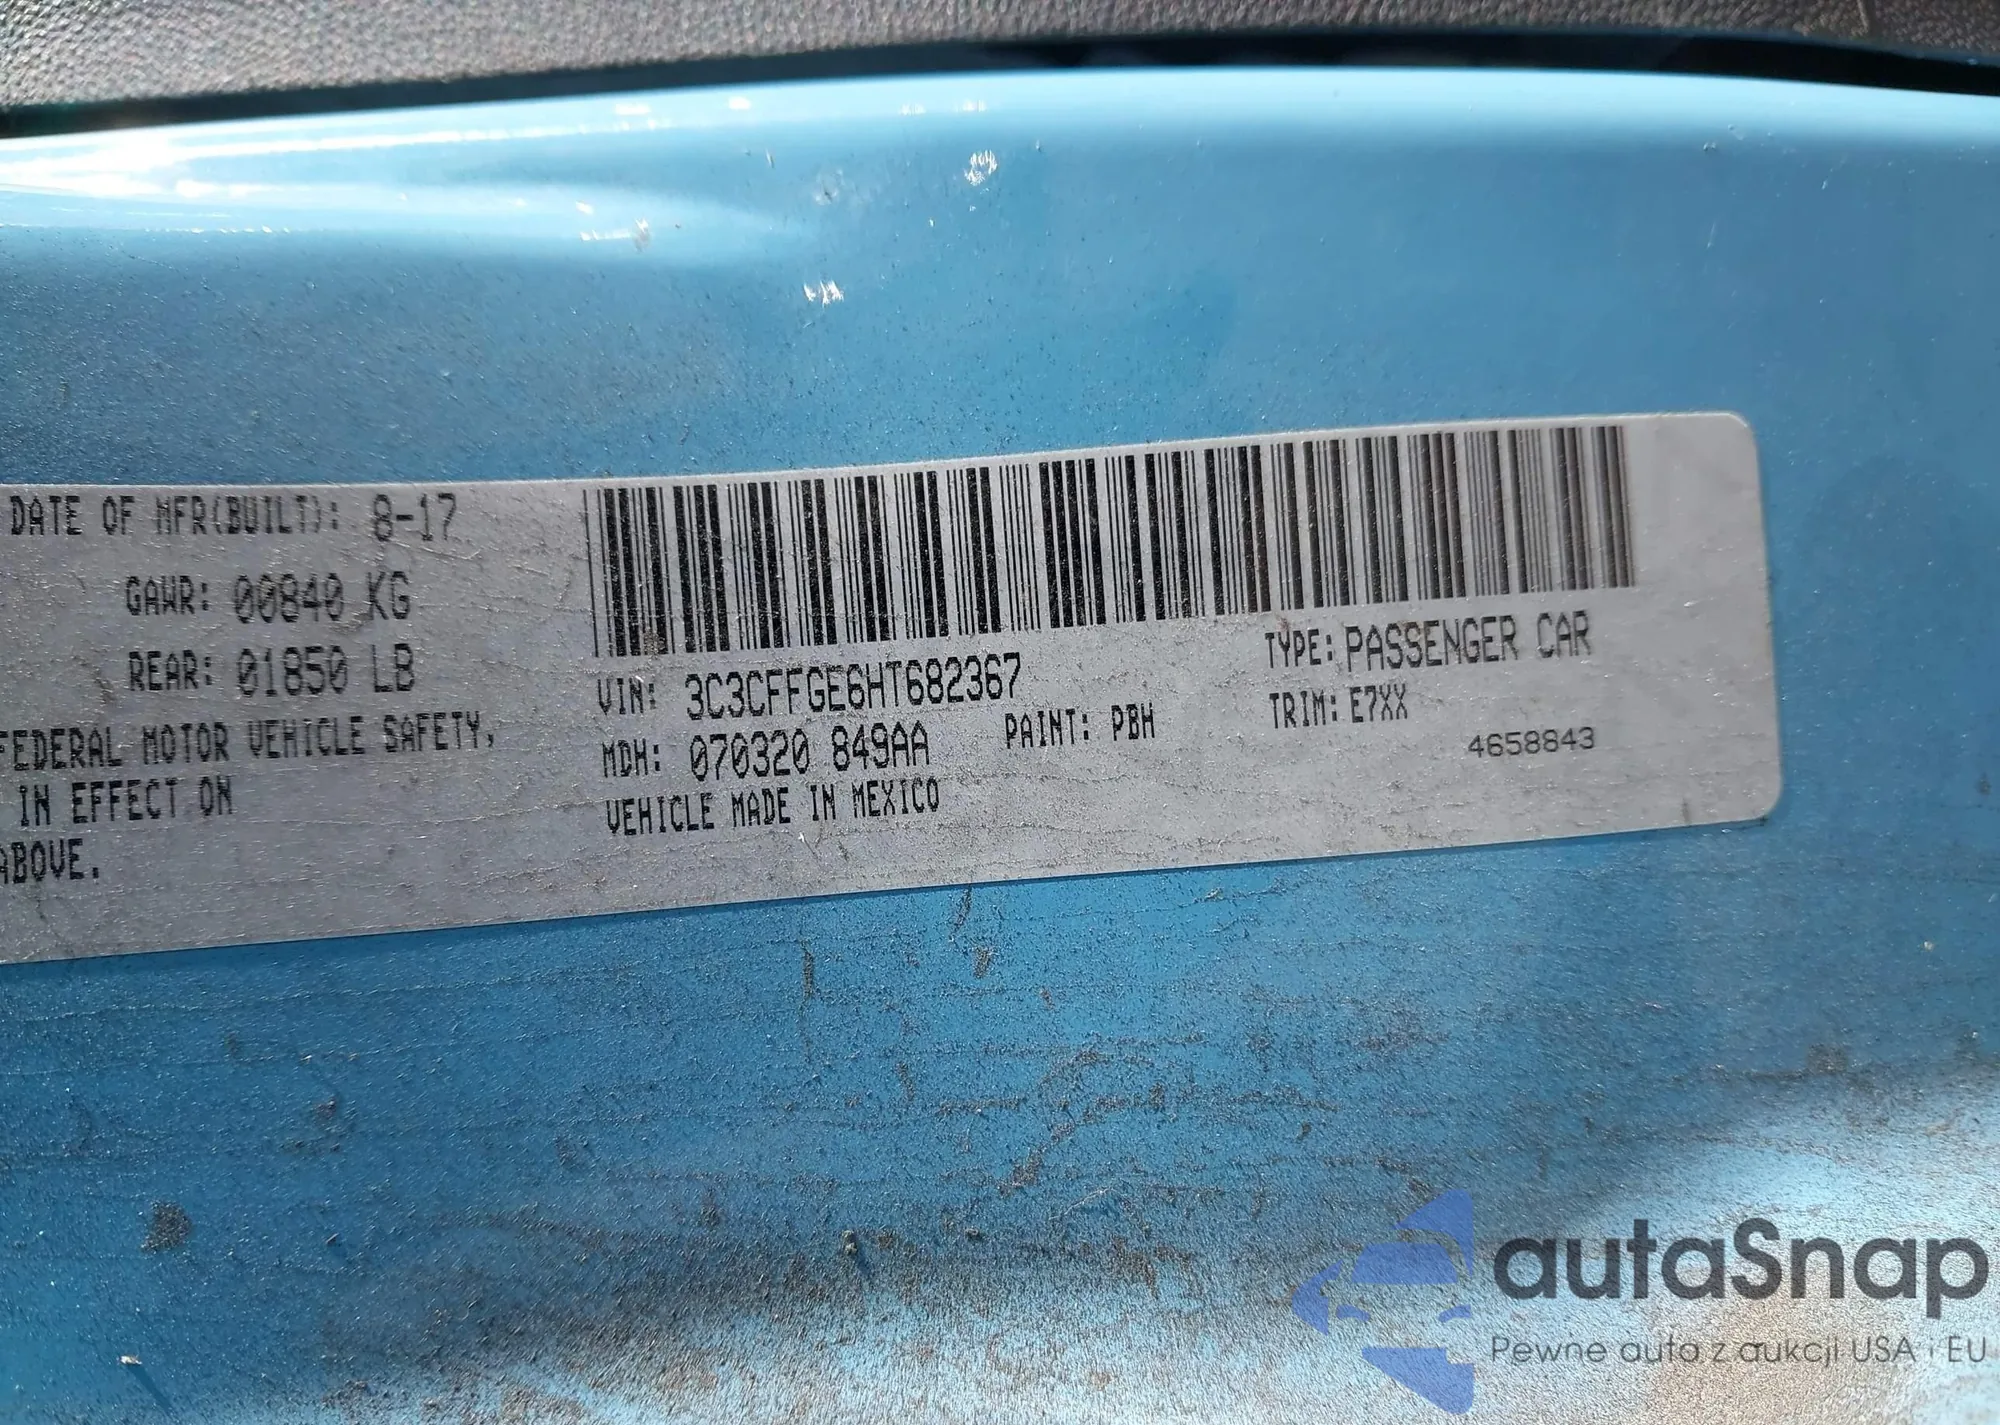 DATE OF MFR(BUILT): 8-17
GAWR: 00840 KG
REAR: 01850 LB
FEDERAL MOTOR VEHICLE SAFETY,
IN EFFECT ON
ABOVE.
VIN: 3C3CFFGE6HT682367
TYPE: PASSENGER CAR
MDH: 070320 849AA
PAINT: PBH
TRIM: E7XX
4658843
VEHICLE MADE IN MEXICO
autaSnap
Pewne auta z aukcji USA i EU